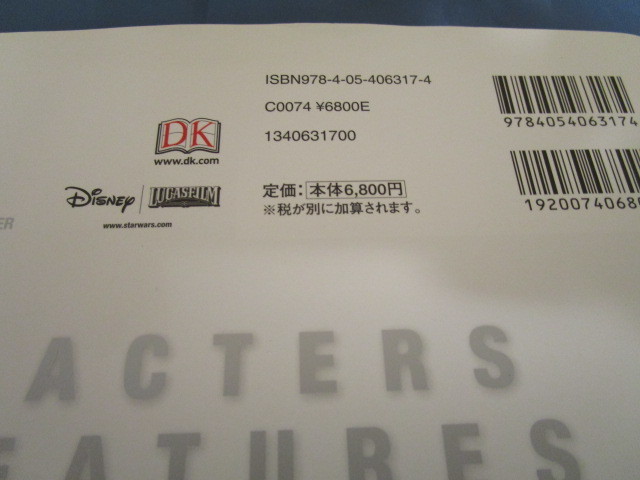 ISBN978-4-05-406317-4
C0074 ¥6800E
1340631700
DK
www.dk.com
9784054063174
定価：本体6,800円
※税が別に加算されます。
Disney
LUCASFILM
www.starwars.com
19200740680
ER
ACTERS
EATURES